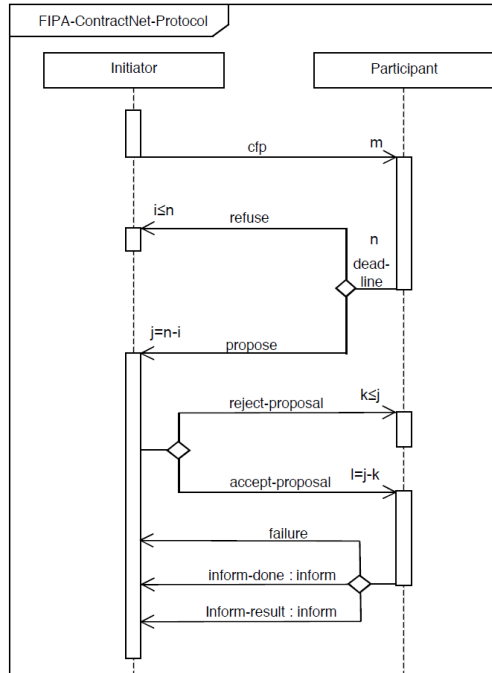 FIPA-ContractNet-Protocol
Initiator
Participant
cfp
m
i≤n
refuse
n
dead-
line
j=n-i
propose
reject-proposal
k≤j
accept-proposal
l=j-k
failure
inform-done : inform
Inform-result : inform